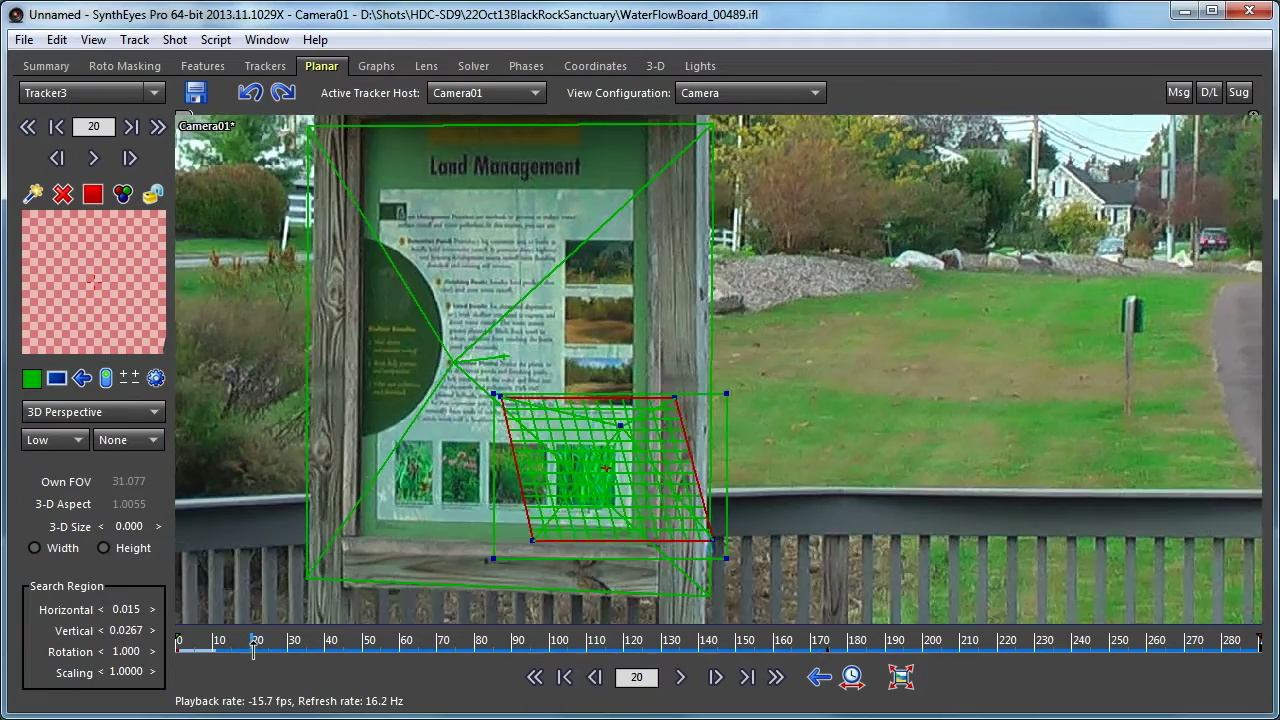 Unnamed - SynthEyes Pro 64-bit 2013.11.1029X - Camera01 - D:\Shots\HDC-SD9\22Oct13BlackRockSanctuary\WaterFlowBoard_00489.ifl
File Edit View Track Shot Script Window Help
Summary Roto Masking Features Trackers Planar Graphs Lens Solver Phases Coordinates 3-D Lights
Tracker3 Active Tracker Host: Camera01 View Configuration: Camera Msg D/L Sug
20
Camera01*
Land Management
3D Perspective
Low None
Own FOV 31.077
3-D Aspect 1.0055
3-D Size < 0.000 >
Width Height
Search Region
Horizontal < 0.015 >
Vertical < 0.0267 >
Rotation < 1.000 >
Scaling < 1.0000 >
0 10 20 30 40 50 60 70 80 90 100 110 120 130 140 150 160 170 180 190 200 210 220 230 240 250 260 270 280
20
Playback rate: -15.7 fps, Refresh rate: 16.2 Hz